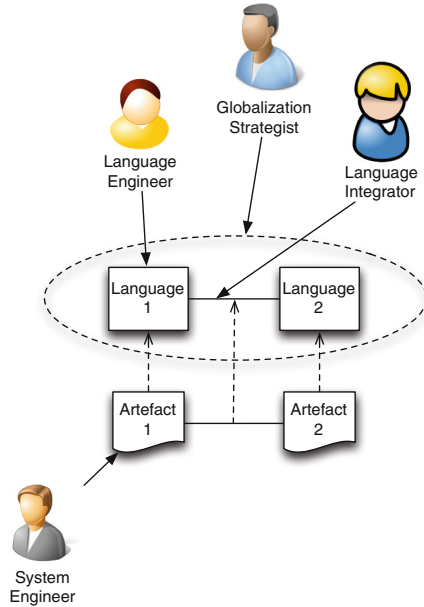 Globalization
Strategist
Language
Engineer
Language
Integrator
Language
1
Language
2
Artefact
1
Artefact
2
System
Engineer